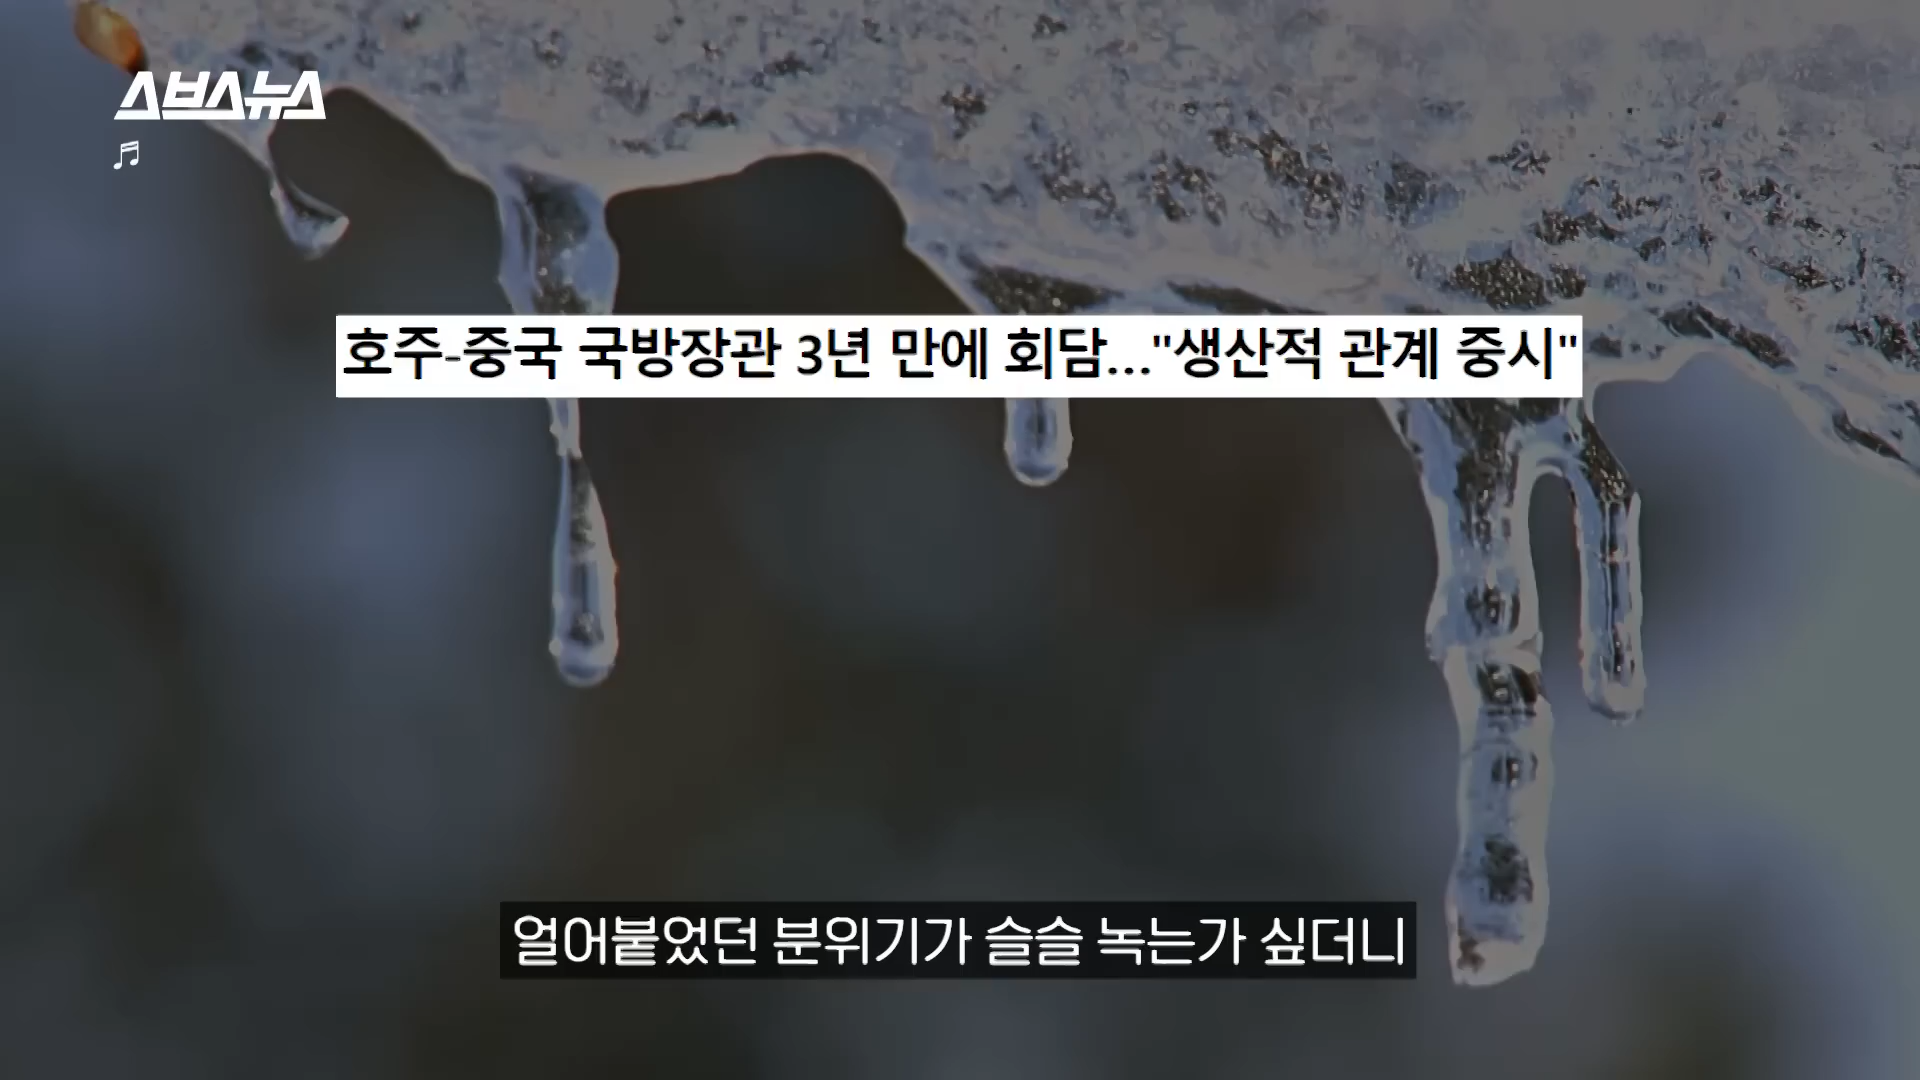 스브스뉴스
호주-중국 국방장관 3년 만에 회담..."생산적 관계 중시"
얼어붙었던 분위기가 슬슬 녹는가 싶더니